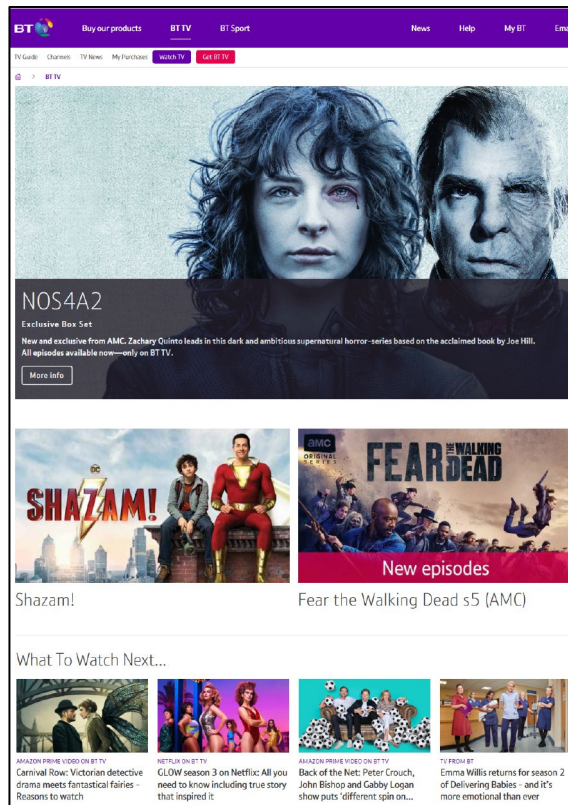 BT
Buy our products
BT TV
BT Sport
News
Help
My BT
Ema
TV Guide
Channels
TV News
My Purchases
Watch TV
Get BT TV
> BT TV
NOS4A2
Exclusive Box Set
New and exclusive from AMC. Zachary Quinto leads in this dark and ambitious supernatural horror-series based on the acclaimed book by Joe Hill.
All episodes available now—only on BT TV.
More info
DC
SHAZAM!
amc
ORIGINAL
SERIES
FEAR THE WALKING DEAD
New episodes
Shazam!
Fear the Walking Dead s5 (AMC)
What To Watch Next...
AMAZON PRIME VIDEO ON BT TV
Carnival Row: Victorian detective
drama meets fantastical fairies –
Reasons to watch
NETFLIX ON BT TV
GLOW season 3 on Netflix: All you
need to know including true story
that inspired it
AMAZON PRIME VIDEO ON BT TV
Back of the Net: Peter Crouch,
John Bishop and Gabby Logan
show puts 'different spin on...
TV FROM BT
Emma Willis returns for season 2
of Delivering Babies - and it's
more emotional than ever